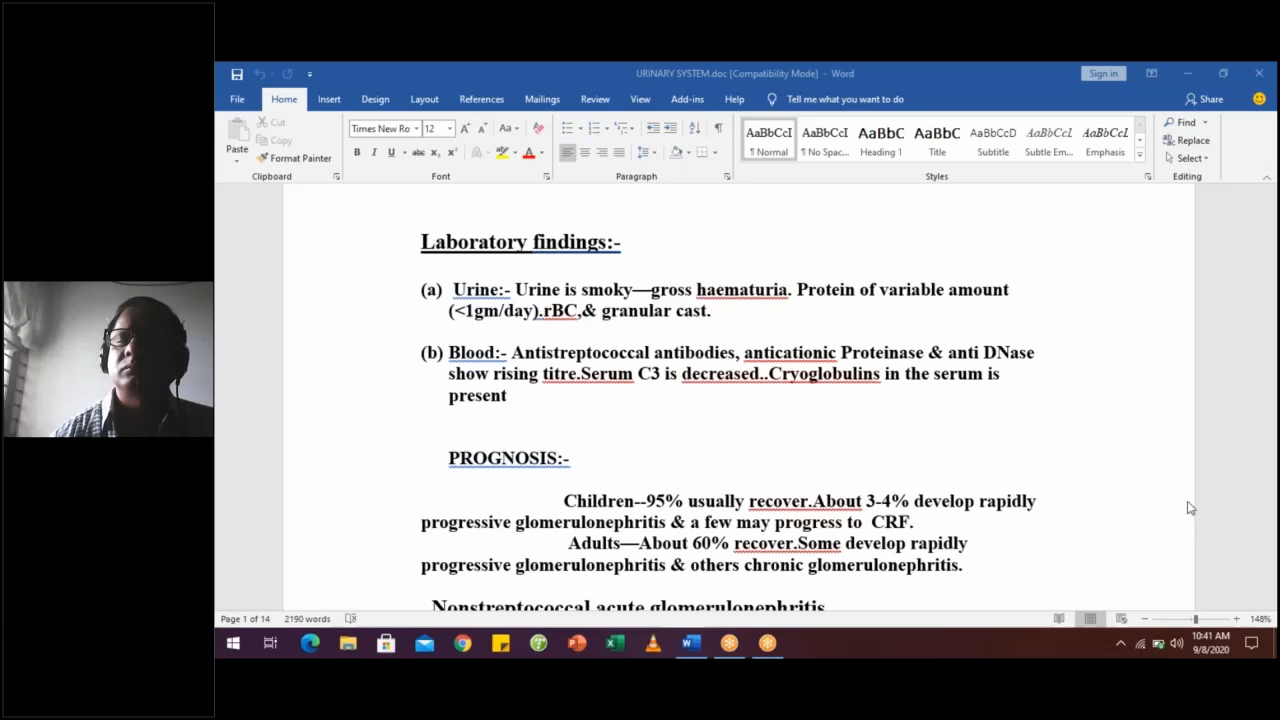 URINARY SYSTEM.doc [Compatibility Mode] - Word
Sign in
File Home Insert Design Layout References Mailings Review View Add-ins Help Tell me what you want to do Share
Paste
Cut
Copy
Format Painter
Times New Ro 12
Aa
B I U abc x₂ x²
AaBbCcI AaBbCcI AaBbC AaBbC AaBbCcD AaBbCcI AaBbCcI
¶ Normal ¶ No Spac... Heading 1 Title Subtitle Subtle Em... Emphasis
Find
Replace
Select
Clipboard Font Paragraph Styles Editing
Laboratory findings:-
(a) Urine:- Urine is smoky—gross haematuria. Protein of variable amount
(<1gm/day).rBC,& granular cast.
(b) Blood:- Antistreptococcal antibodies, anticationic Proteinase & anti DNase
show rising titre.Serum C3 is decreased..Cryoglobulins in the serum is
present
PROGNOSIS:-
Children--95% usually recover.About 3-4% develop rapidly
progressive glomerulonephritis & a few may progress to CRF.
Adults—About 60% recover.Some develop rapidly
progressive glomerulonephritis & others chronic glomerulonephritis.
Nonstreptococcal acute glomerulonephritis
Page 1 of 14 2190 words 148%
10:41 AM
9/8/2020